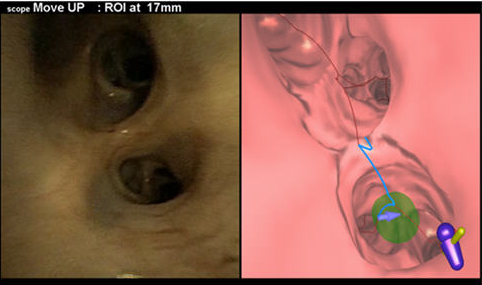 scope Move UP : ROI at 17mm